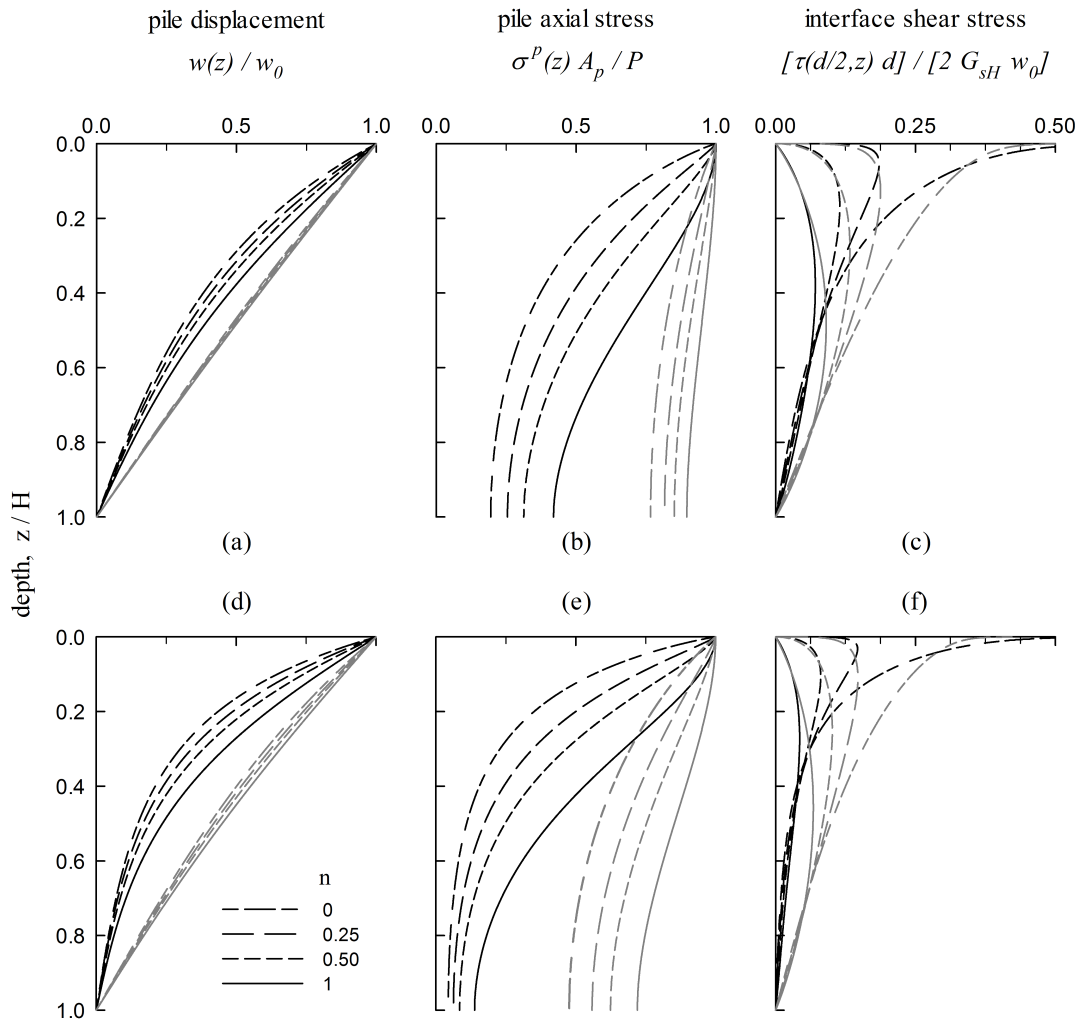 pile displacement pile axial stress interface shear stress
w(z) / w0 σp(z) Ap / P [τ(d/2,z) d] / [2 GsH w0]
0.0 0.5 1.0 0.0 0.5 1.0 0.00 0.25 0.50
0.0
0.2
0.4
0.6
0.8
1.0
(a) (b) (c)
depth, z / H
(d) (e) (f)
0.0
0.2
0.4
0.6
0.8
1.0
n
0
0.25
0.50
1